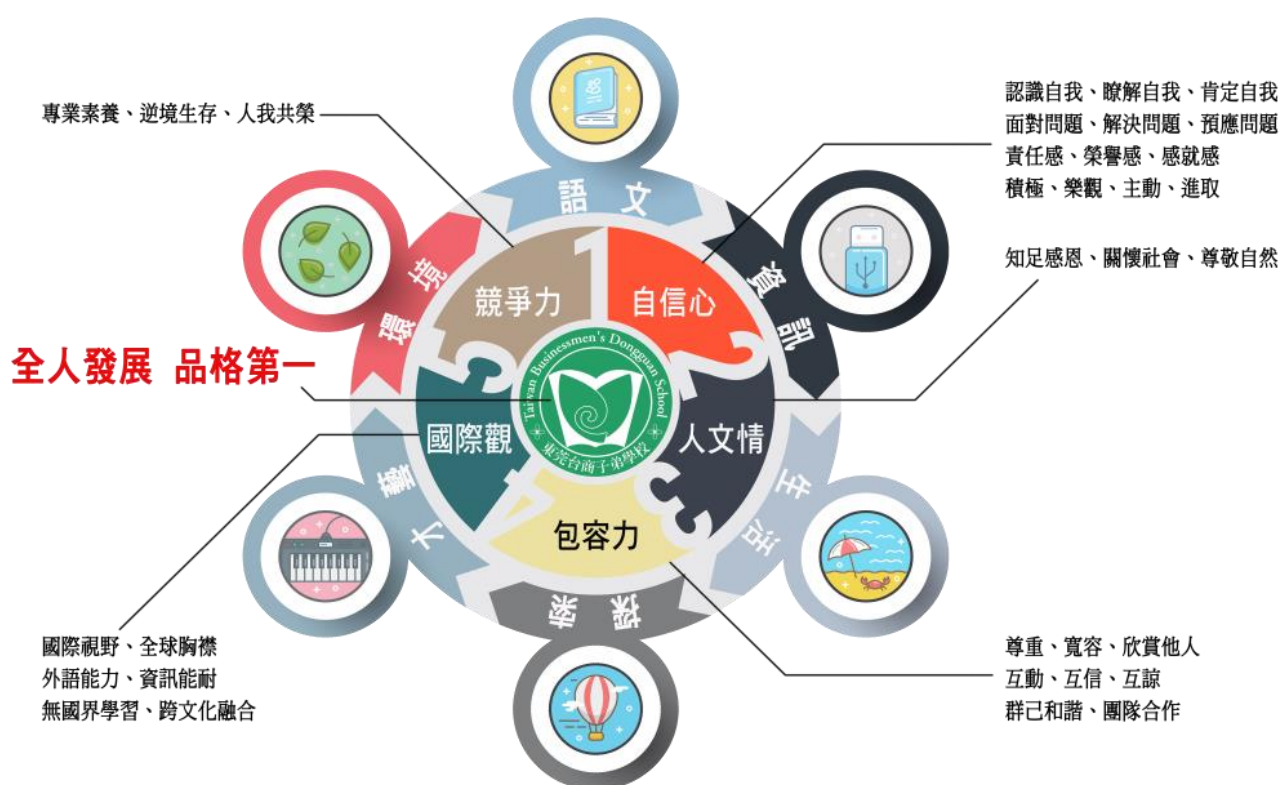 專業素養、逆境生存、人我共榮
認識自我、瞭解自我、肯定自我
面對問題、解決問題、預應問題
責任感、榮譽感、感就感
積極、樂觀、主動、進取
知足感恩、關懷社會、尊敬自然
全人發展 品格第一
語文
資訊
生活
探索
藝才
環境
1
自信心
2
人文情
3
包容力
4
國際觀
5
競爭力
Taiwan Businessmen's Dongguan School
東莞台商子弟學校
國際視野、全球胸襟
外語能力、資訊能耐
無國界學習、跨文化融合
尊重、寬容、欣賞他人
互動、互信、互諒
群己和諧、團隊合作